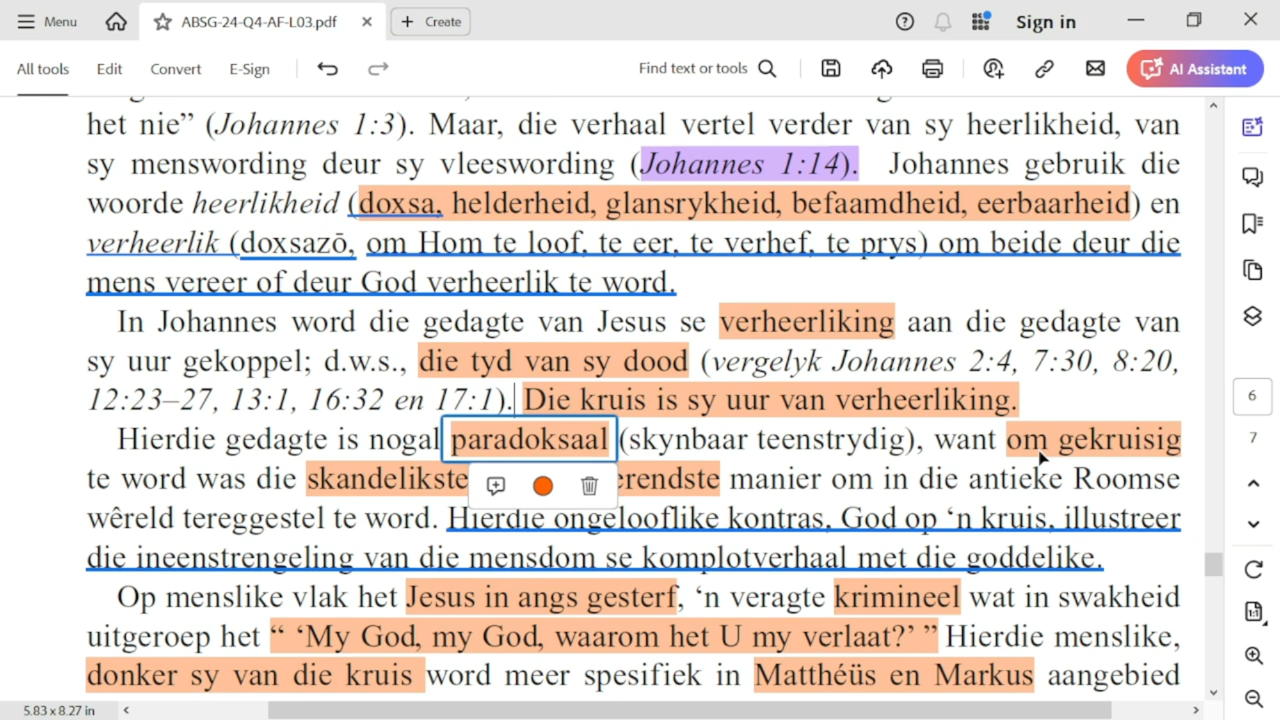 Menu
ABSG-24-Q4-AF-L03.pdf
Create
Sign in
All tools
Edit
Convert
E-Sign
Find text or tools
AI Assistant
het nie” (Johannes 1:3). Maar, die verhaal vertel verder van sy heerlikheid, van
sy menswording deur sy vleeswording (Johannes 1:14). Johannes gebruik die
woorde heerlikheid (doxsa, helderheid, glansrykheid, befaamdheid, eerbaarheid) en
verheerlik (doxsazō, om Hom te loof, te eer, te verhef, te prys) om beide deur die
mens vereer of deur God verheerlik te word.
In Johannes word die gedagte van Jesus se verheerliking aan die gedagte van
sy uur gekoppel; d.w.s., die tyd van sy dood (vergelyk Johannes 2:4, 7:30, 8:20,
12:23–27, 13:1, 16:32 en 17:1). Die kruis is sy uur van verheerliking.
Hierdie gedagte is nogal paradoksaal (skynbaar teenstrydig), want om gekruisig
te word was die skandelikste erendste manier om in die antieke Roomse
wêreld tereggestel te word. Hierdie ongelooflike kontras, God op ‘n kruis, illustreer
die ineenstrengeling van die mensdom se komplotverhaal met die goddelike.
Op menslike vlak het Jesus in angs gesterf, ‘n veragte krimineel wat in swakheid
uitgeroep het “ ‘My God, my God, waarom het U my verlaat?’ ” Hierdie menslike,
donker sy van die kruis word meer spesifiek in Matthéüs en Markus aangebied
6
7
5.83 x 8.27 in